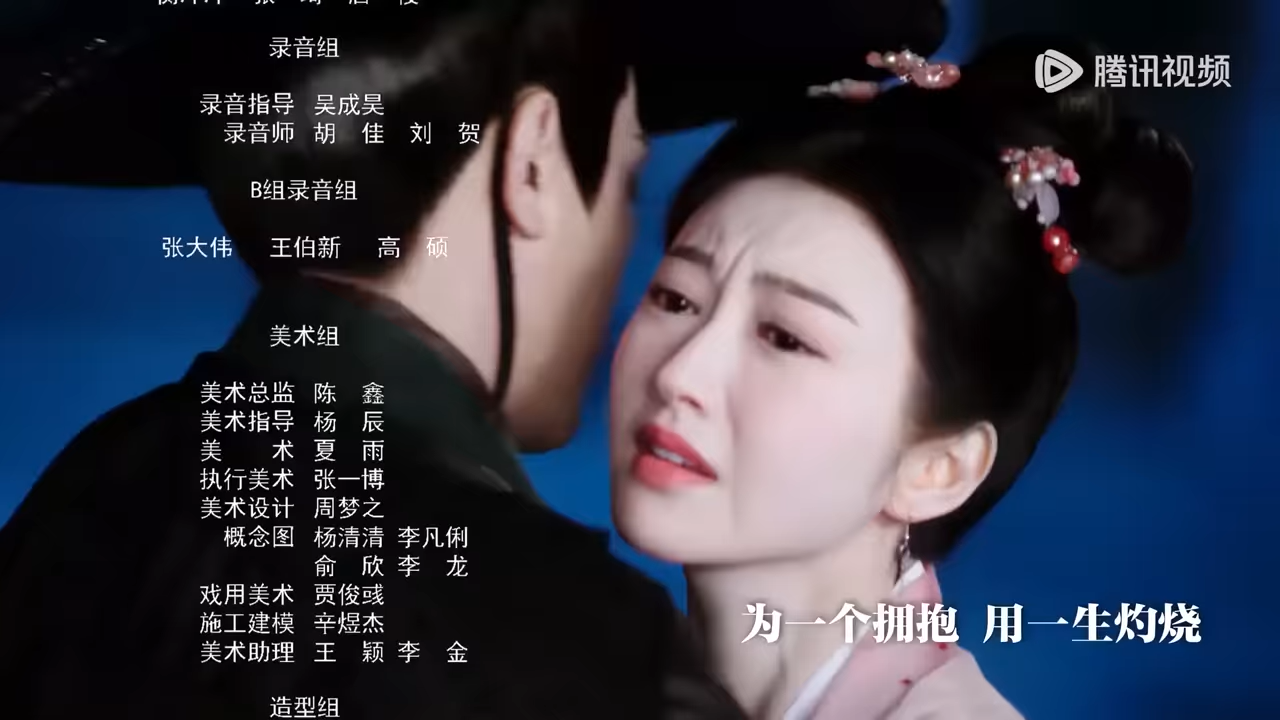 录音组
腾讯视频
录音指导 吴成昊
录音师 胡 佳 刘 贺
B组录音组
张大伟 王伯新 高 硕
美术组
美术总监 陈 鑫
美术指导 杨 辰
美 术 夏 雨
执行美术 张一博
美术设计 周梦之
概念图 杨清清 李凡俐
俞 欣 李 龙
戏用美术 贾俊彧
施工建模 辛煜杰
为一个拥抱 用一生灼烧
美术助理 王 颖 李 金
造型组